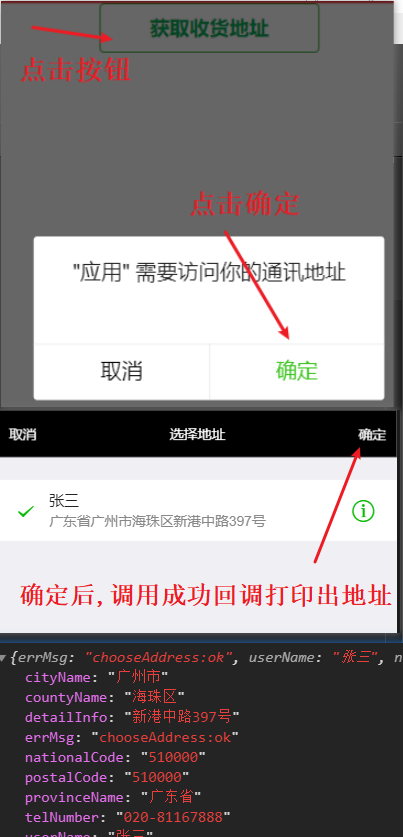 获取收货地址
点击按钮
点击确定
"应用" 需要访问你的通讯地址
取消 确定
取消 选择地址 确定
张三
广东省广州市海珠区新港中路397号
确定后,调用成功回调打印出地址
{errMsg: "chooseAddress:ok", userName: "张三", n
cityName: "广州市"
countyName: "海珠区"
detailInfo: "新港中路397号"
errMsg: "chooseAddress:ok"
nationalCode: "510000"
postalCode: "510000"
provinceName: "广东省"
telNumber: "020-81167888"
userName: "张三"